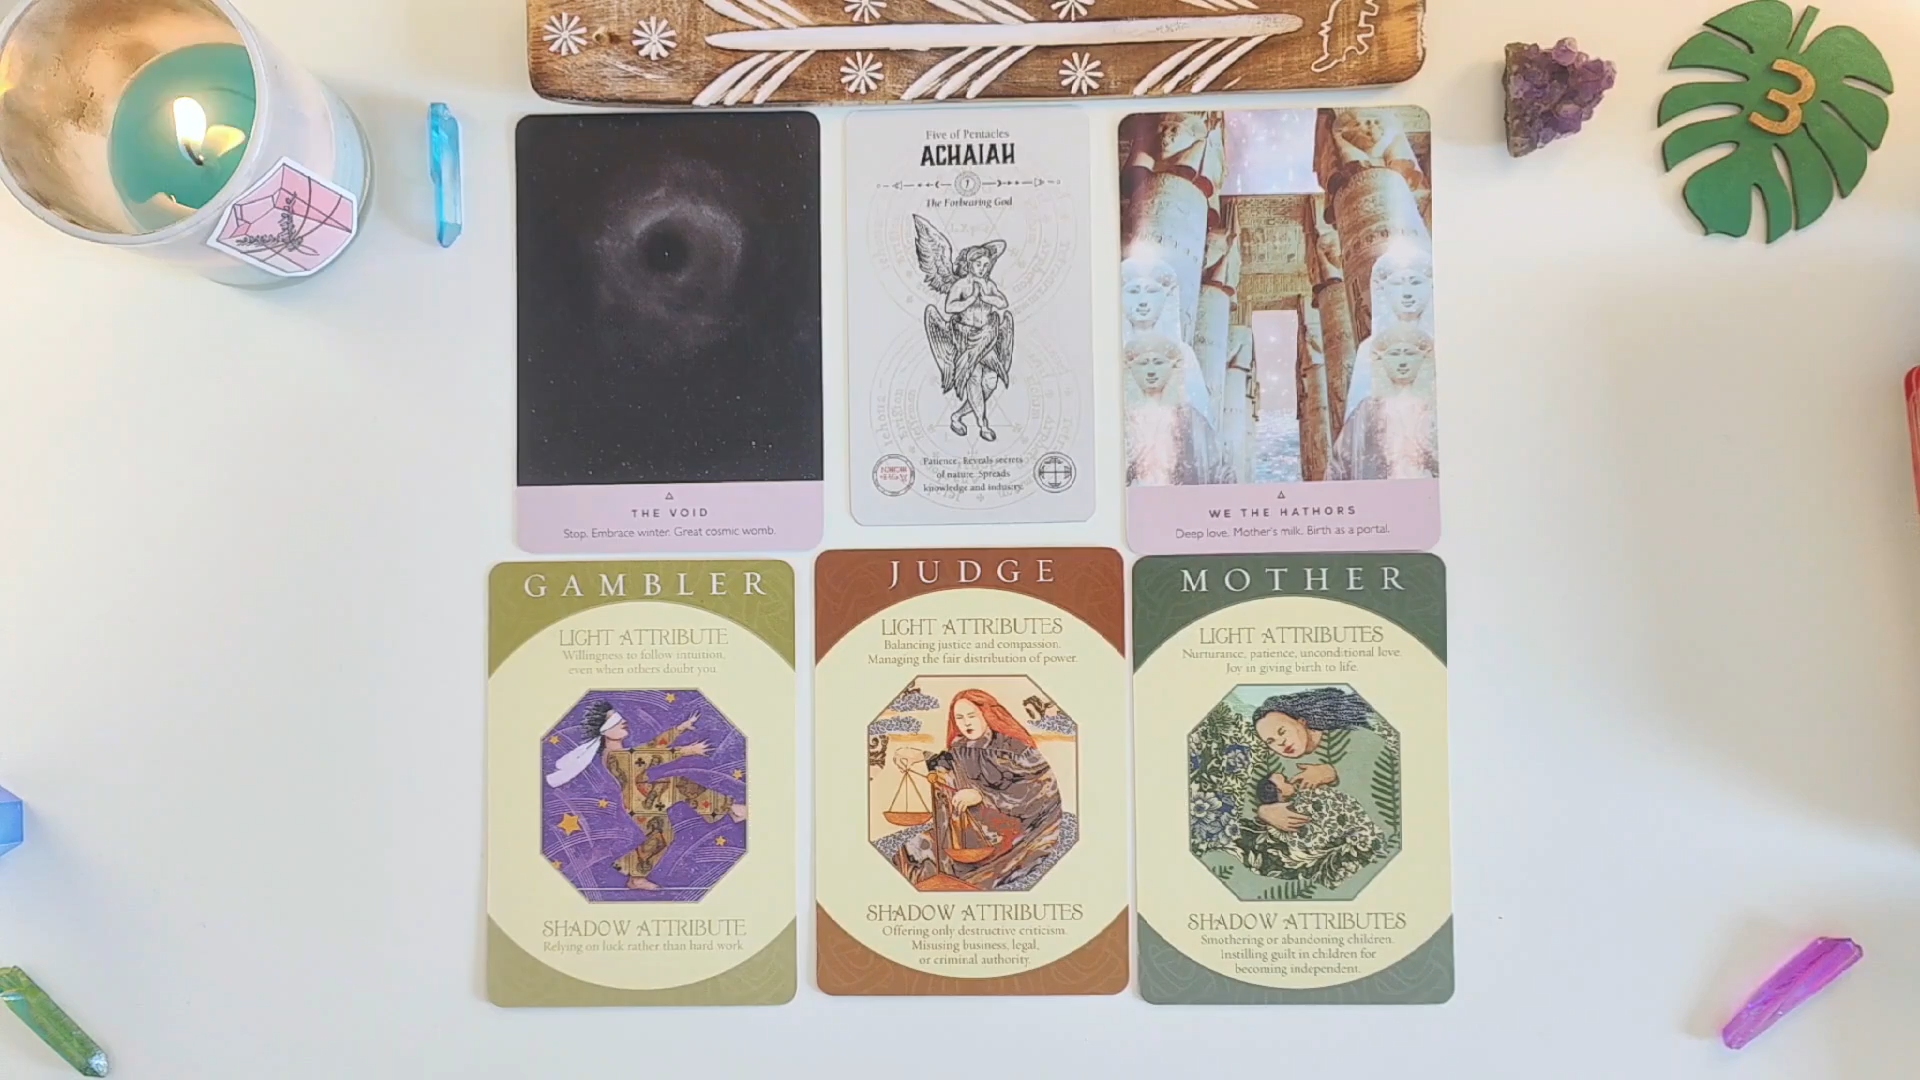 3
THE VOID
Stop. Embrace winter. Great cosmic womb.
Five of Pentacles
ACHAIAH
The Forbearing God
Patience. Reveals secrets
of nature. Spreads
knowledge and industry.
WE THE HATHORS
Deep love. Mother's milk. Birth as a portal.
GAMBLER
LIGHT ATTRIBUTE
Willingness to follow intuition,
even when others doubt you.
SHADOW ATTRIBUTE
Relying on luck rather than hard work.
JUDGE
LIGHT ATTRIBUTES
Balancing justice and compassion.
Managing the fair distribution of power.
SHADOW ATTRIBUTES
Offering only destructive criticism.
Misusing business, legal,
or criminal authority.
MOTHER
LIGHT ATTRIBUTES
Nurturance, patience, unconditional love.
Joy in giving birth to life.
SHADOW ATTRIBUTES
Smothering or abandoning children.
Instilling guilt in children for
becoming independent.